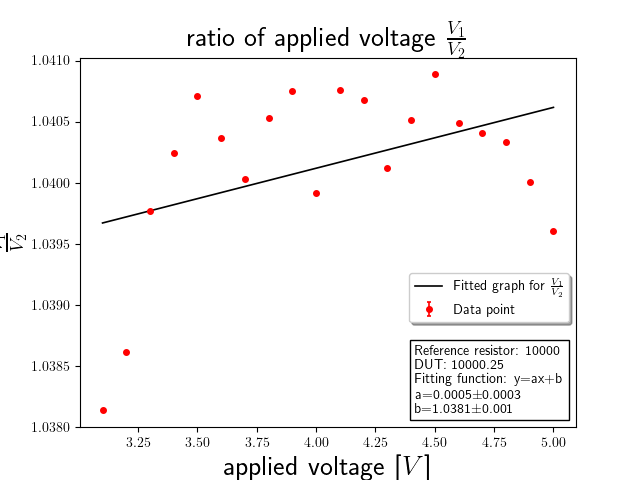 ratio of applied voltage V₁/V₂
1.0410
1.0405
1.0400
1.0395
1.0390
1.0385
1.0380
V₁/V₂
Fitted graph for V₁/V₂
Data point
Reference resistor: 10000
DUT: 10000.25
Fitting function: y=ax+b
a=0.0005±0.0003
b=1.0381±0.001
3.25 3.50 3.75 4.00 4.25 4.50 4.75 5.00
applied voltage [V]